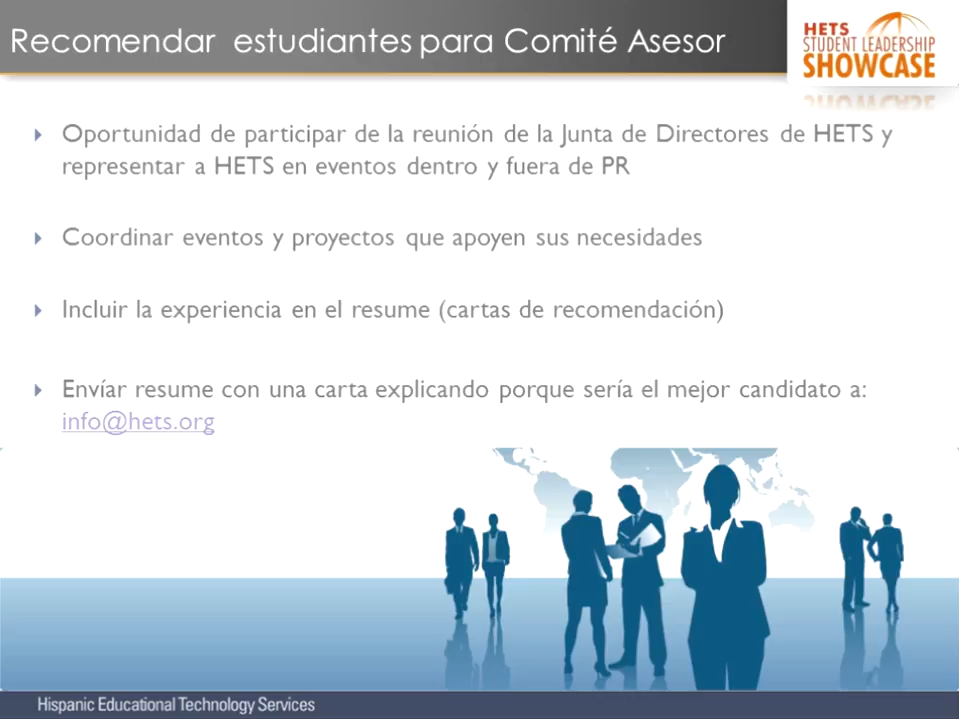 Recomendar estudiantes para Comité Asesor
HETS
STUDENT LEADERSHIP
SHOWCASE
Oportunidad de participar de la reunión de la Junta de Directores de HETS y
representar a HETS en eventos dentro y fuera de PR
Coordinar eventos y proyectos que apoyen sus necesidades
Incluir la experiencia en el resume (cartas de recomendación)
Envíar resume con una carta explicando porque sería el mejor candidato a:
info@hets.org
Hispanic Educational Technology Services